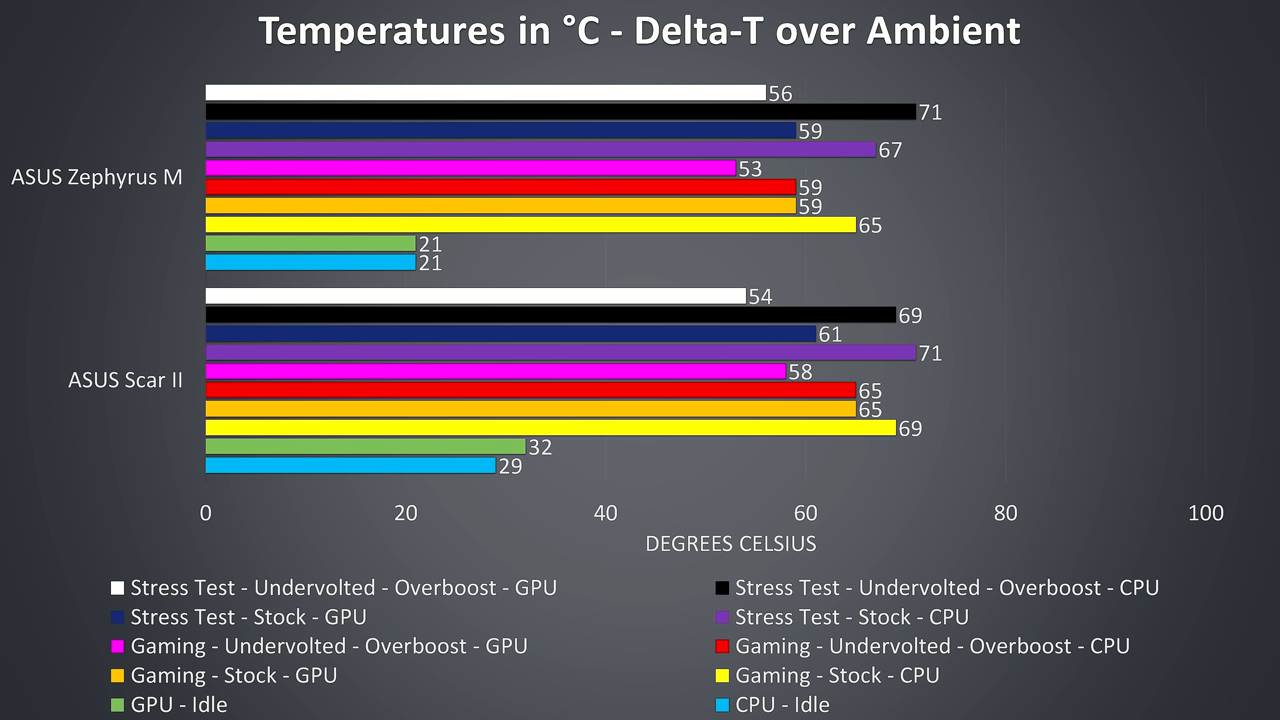 Temperatures in °C - Delta-T over Ambient
56
71
59
67
ASUS Zephyrus M
53
59
59
65
21
21
54
69
61
71
ASUS Scar II
58
65
65
69
32
29
0 20 40 60 80 100
DEGREES CELSIUS
Stress Test - Undervolted - Overboost - GPU Stress Test - Undervolted - Overboost - CPU
Stress Test - Stock - GPU Stress Test - Stock - CPU
Gaming - Undervolted - Overboost - GPU Gaming - Undervolted - Overboost - CPU
Gaming - Stock - GPU Gaming - Stock - CPU
GPU - Idle CPU - Idle